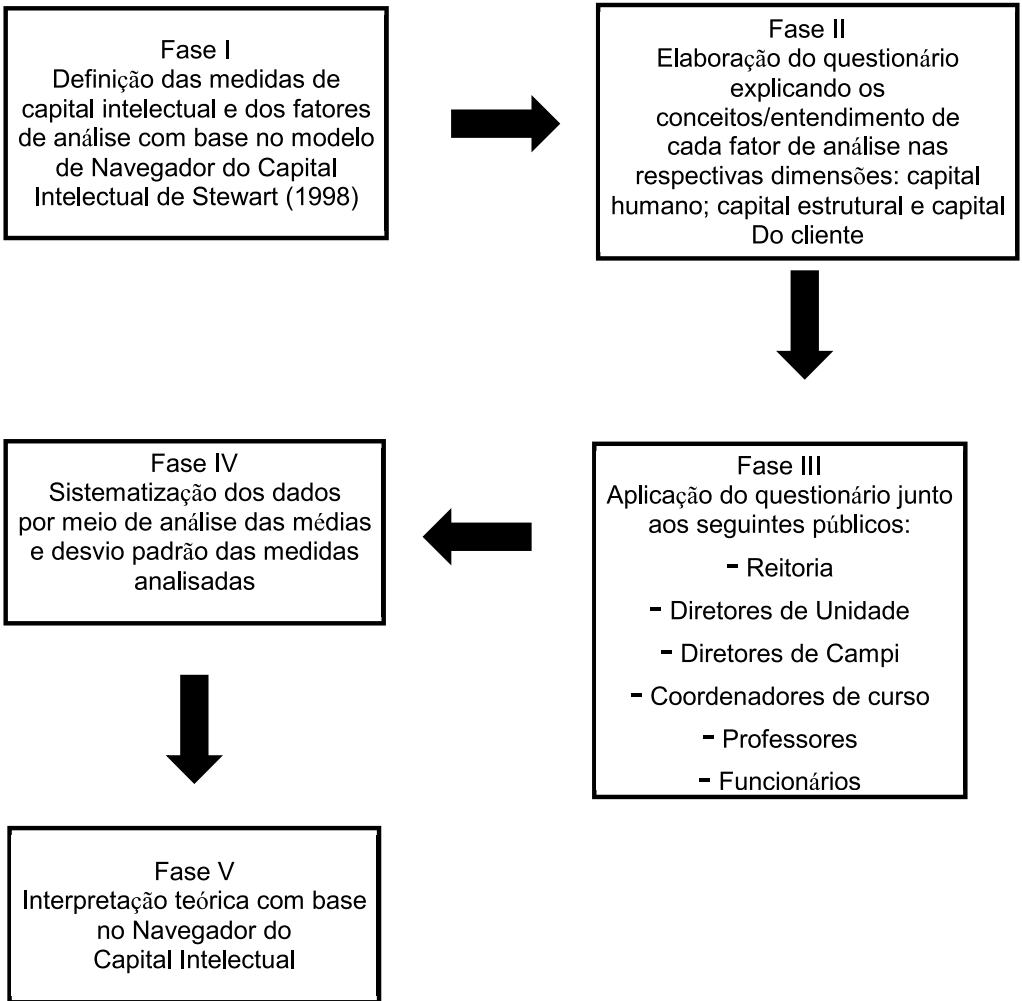 Fase I
Definição das medidas de
capital intelectual e dos fatores
de análise com base no modelo
de Navegador do Capital
Intelectual de Stewart (1998)
Fase II
Elaboração do questionário
explicando os
conceitos/entendimento de
cada fator de análise nas
respectivas dimensões: capital
humano; capital estrutural e capital
Do cliente
Fase III
Aplicação do questionário junto
aos seguintes públicos:
- Reitoria
- Diretores de Unidade
- Diretores de Campi
- Coordenadores de curso
- Professores
- Funcionários
Fase IV
Sistematização dos dados
por meio de análise das médias
e desvio padrão das medidas
analisadas
Fase V
Interpretação teórica com base
no Navegador do
Capital Intelectual